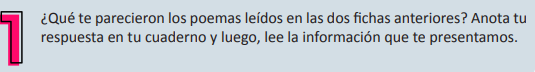 1
¿Qué te parecieron los poemas leídos en las dos fichas anteriores? Anota tu
respuesta en tu cuaderno y luego, lee la información que te presentamos.